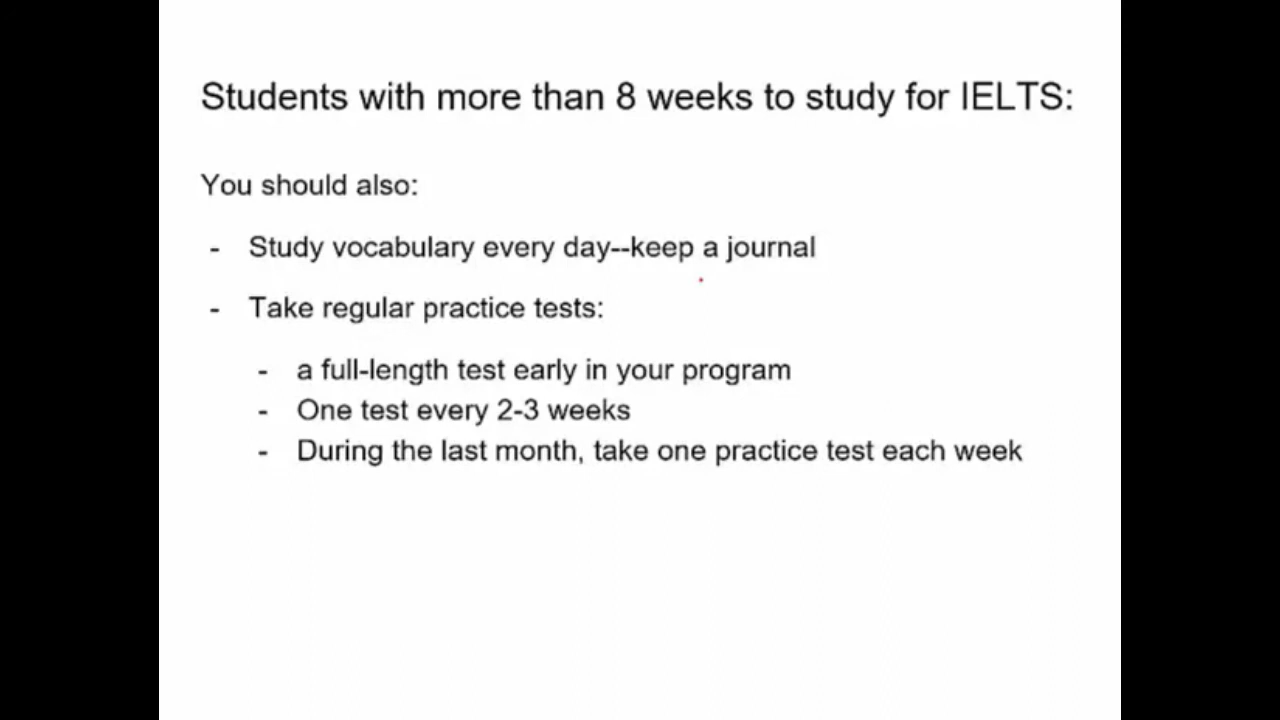 Students with more than 8 weeks to study for IELTS:
You should also:
- Study vocabulary every day--keep a journal
- Take regular practice tests:
- a full-length test early in your program
- One test every 2-3 weeks
- During the last month, take one practice test each week